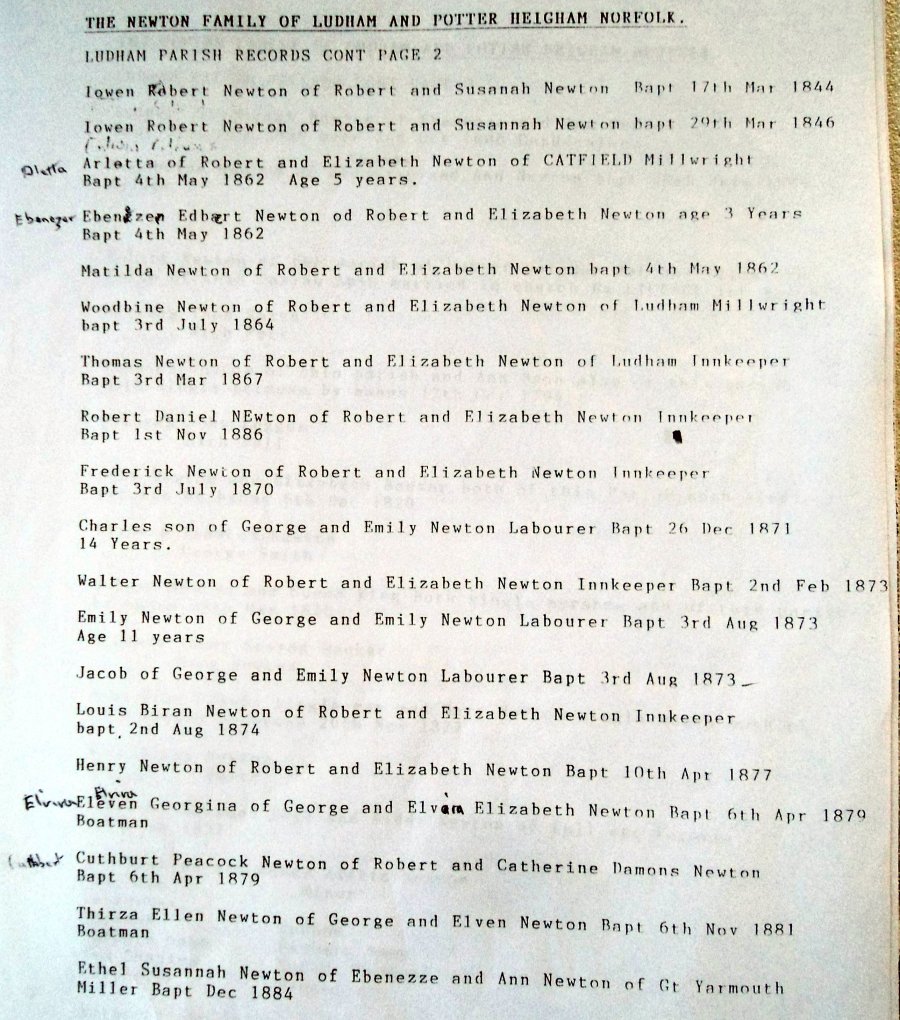 THE NEWTON FAMILY OF LUDHAM AND POTTER HEIGHAM NORFOLK.
LUDHAM PARISH RECORDS CONT PAGE 2
Iowen Robert Newton of Robert and Susanah Newton Bapt 17th Mar 1844
Iowen Robert Newton of Robert and Susannah Newton bapt 29th Mar 1846
Arletta of Robert and Elizabeth Newton of CATFIELD Millwright
Bapt 4th May 1862 Age 5 years.
Ebenezer Ebenezer Edbert Newton od Robert and Elizabeth Newton age 3 Years
Bapt 4th May 1862
Matilda Newton of Robert and Elizabeth Newton bapt 4th May 1862
Woodbine Newton of Robert and Elizabeth Newton of Ludham Millwright
bapt 3rd July 1864
Thomas Newton of Robert and Elizabeth Newton of Ludham Innkeeper
Bapt 3rd Mar 1867
Robert Daniel NEwton of Robert and Elizabeth Newton Innkeeper
Bapt 1st Nov 1886
Frederick Newton of Robert and Elizabeth Newton Innkeeper
Bapt 3rd July 1870
Charles son of George and Emily Newton Labourer Bapt 26 Dec 1871
14 Years.
Walter Newton of Robert and Elizabeth Newton Innkeeper Bapt 2nd Feb 1873
Emily Newton of George and Emily Newton Labourer Bapt 3rd Aug 1873
Age 11 years
Jacob of George and Emily Newton Labourer Bapt 3rd Aug 1873
Louis Biran Newton of Robert and Elizabeth Newton Innkeeper
bapt. 2nd Aug 1874
Henry Newton of Robert and Elizabeth Newton Bapt 10th Apr 1877
Elvira
Elvira Eleven Georgina of George and Elvira Elizabeth Newton Bapt 6th Apr 1879
Boatman
Cuthbert Cuthburt Peacock Newton of Robert and Catherine Damons Newton
Bapt 6th Apr 1879
Thirza Ellen Newton of George and Elven Newton Bapt 6th Nov 1881
Boatman
Ethel Susannah Newton of Ebenezze and Ann Newton of Gt Yarmouth
Miller Bapt Dec 1884